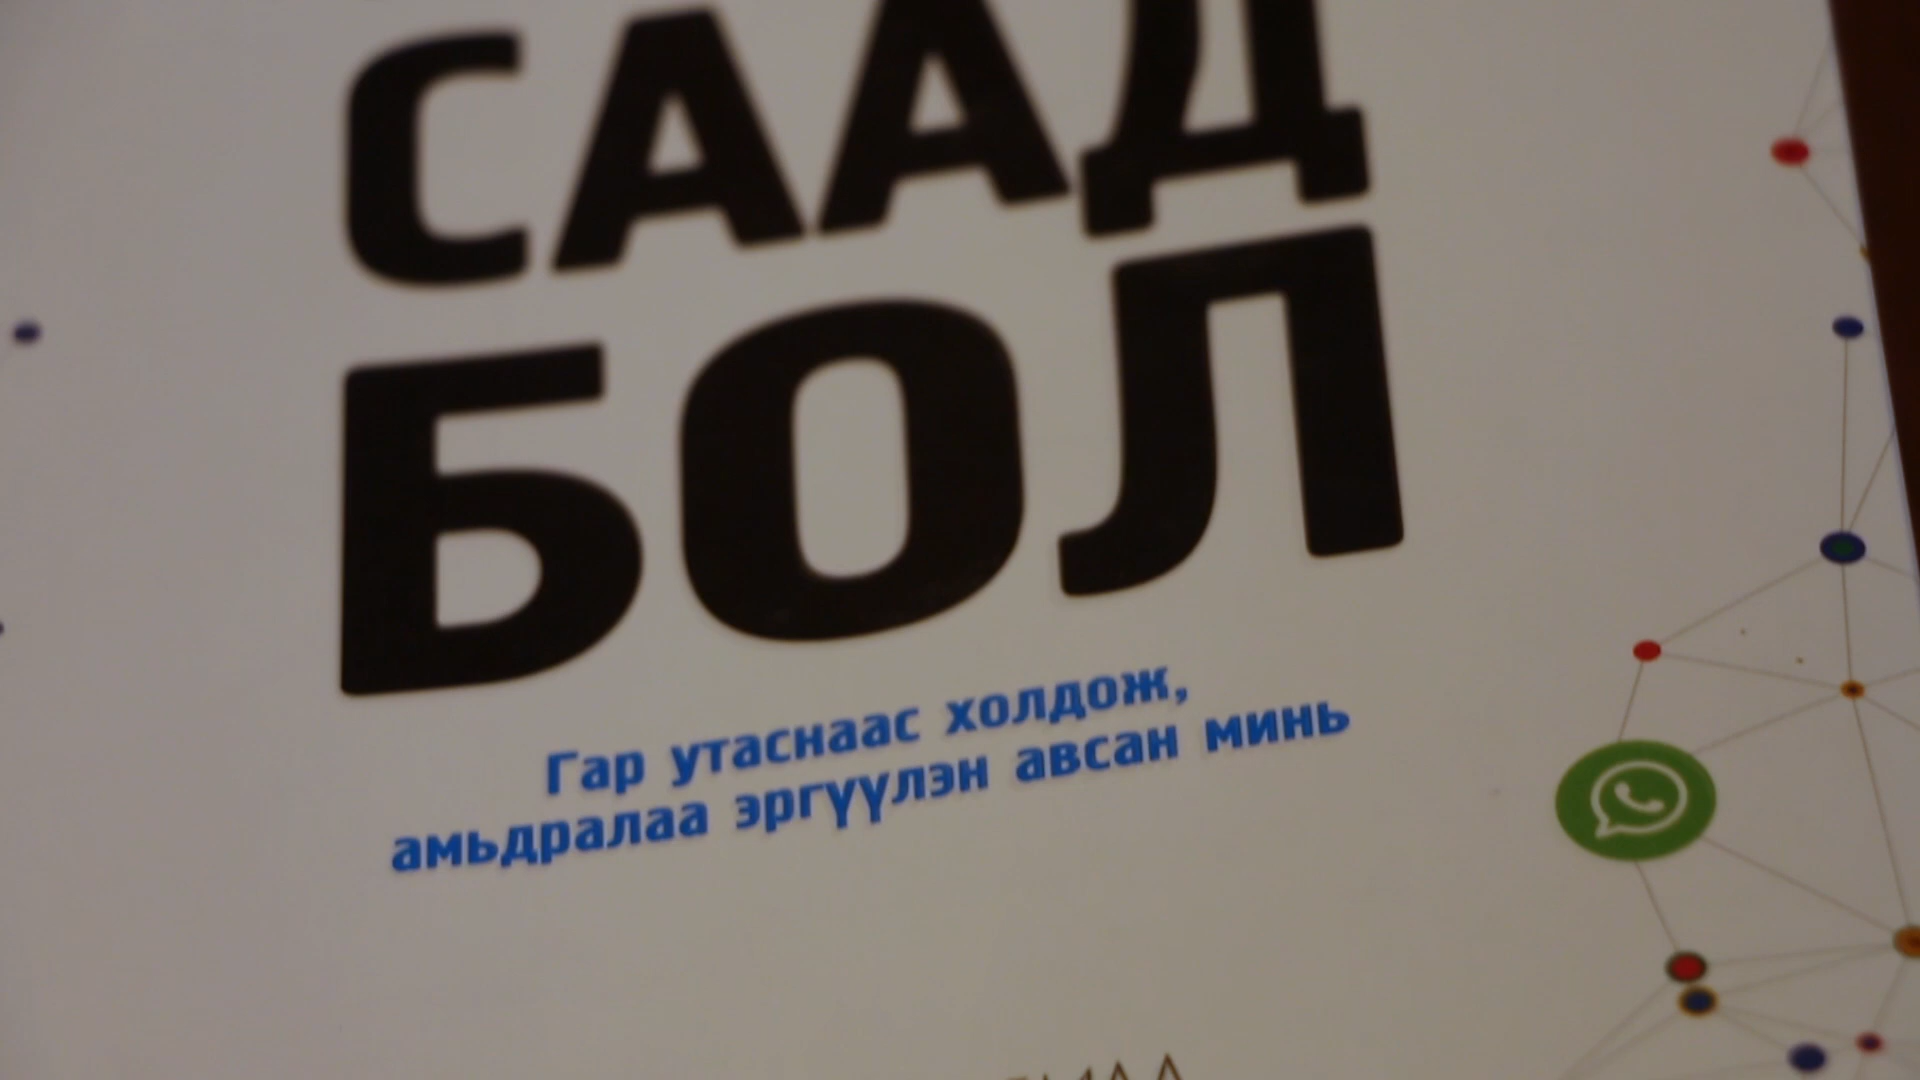 СААД
БОЛ
Гар утаснаас холдож,
амьдралаа эргүүлэн авсан минь